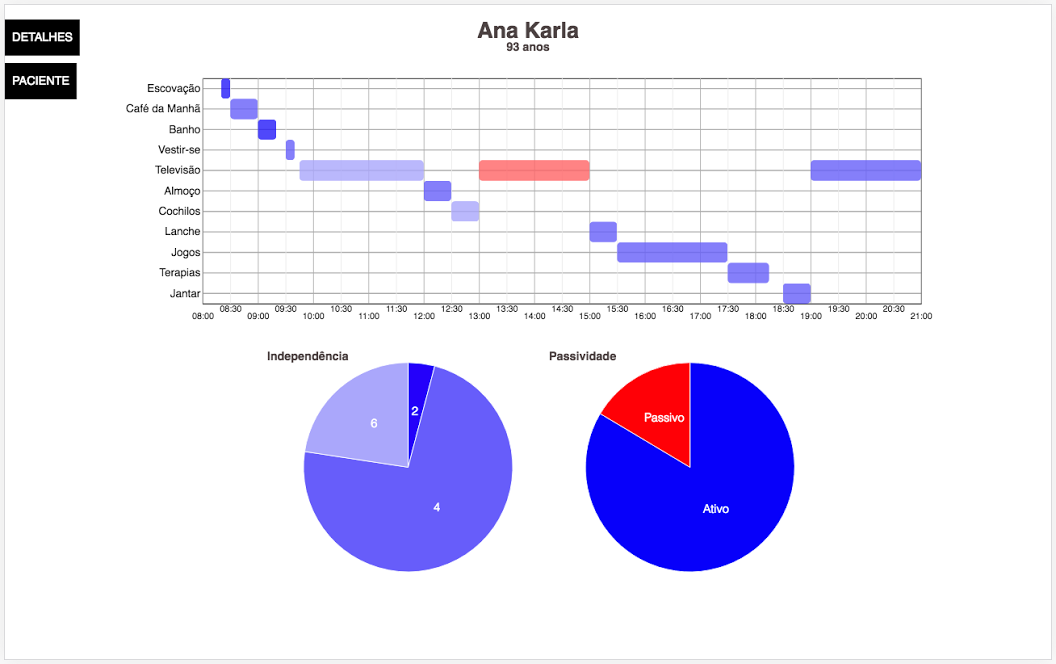 Ana Karla
93 anos
DETALHES
PACIENTE
Escovação
Café da Manhã
Banho
Vestir-se
Televisão
Almoço
Cochilos
Lanche
Jogos
Terapias
Jantar
08:30 09:30 10:30 11:30 12:30 13:30 14:30 15:30 16:30 17:30 18:30 19:30 20:30
08:00 09:00 10:00 11:00 12:00 13:00 14:00 15:00 16:00 17:00 18:00 19:00 20:00 21:00
Independência
2
6
4
Passividade
Passivo
Ativo